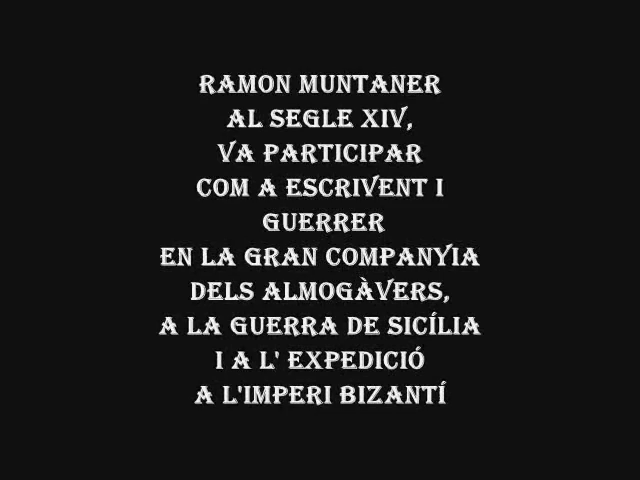 RAMON MUNTANER
AL SEGLE XIV,
VA PARTICIPAR
COM A ESCRIVENT I
GUERRER
EN LA GRAN COMPANYIA
DELS ALMOGÀVERS,
A LA GUERRA DE SICÍLIA
I A L' EXPEDICIÓ
A L'IMPERI BIZANTÍ